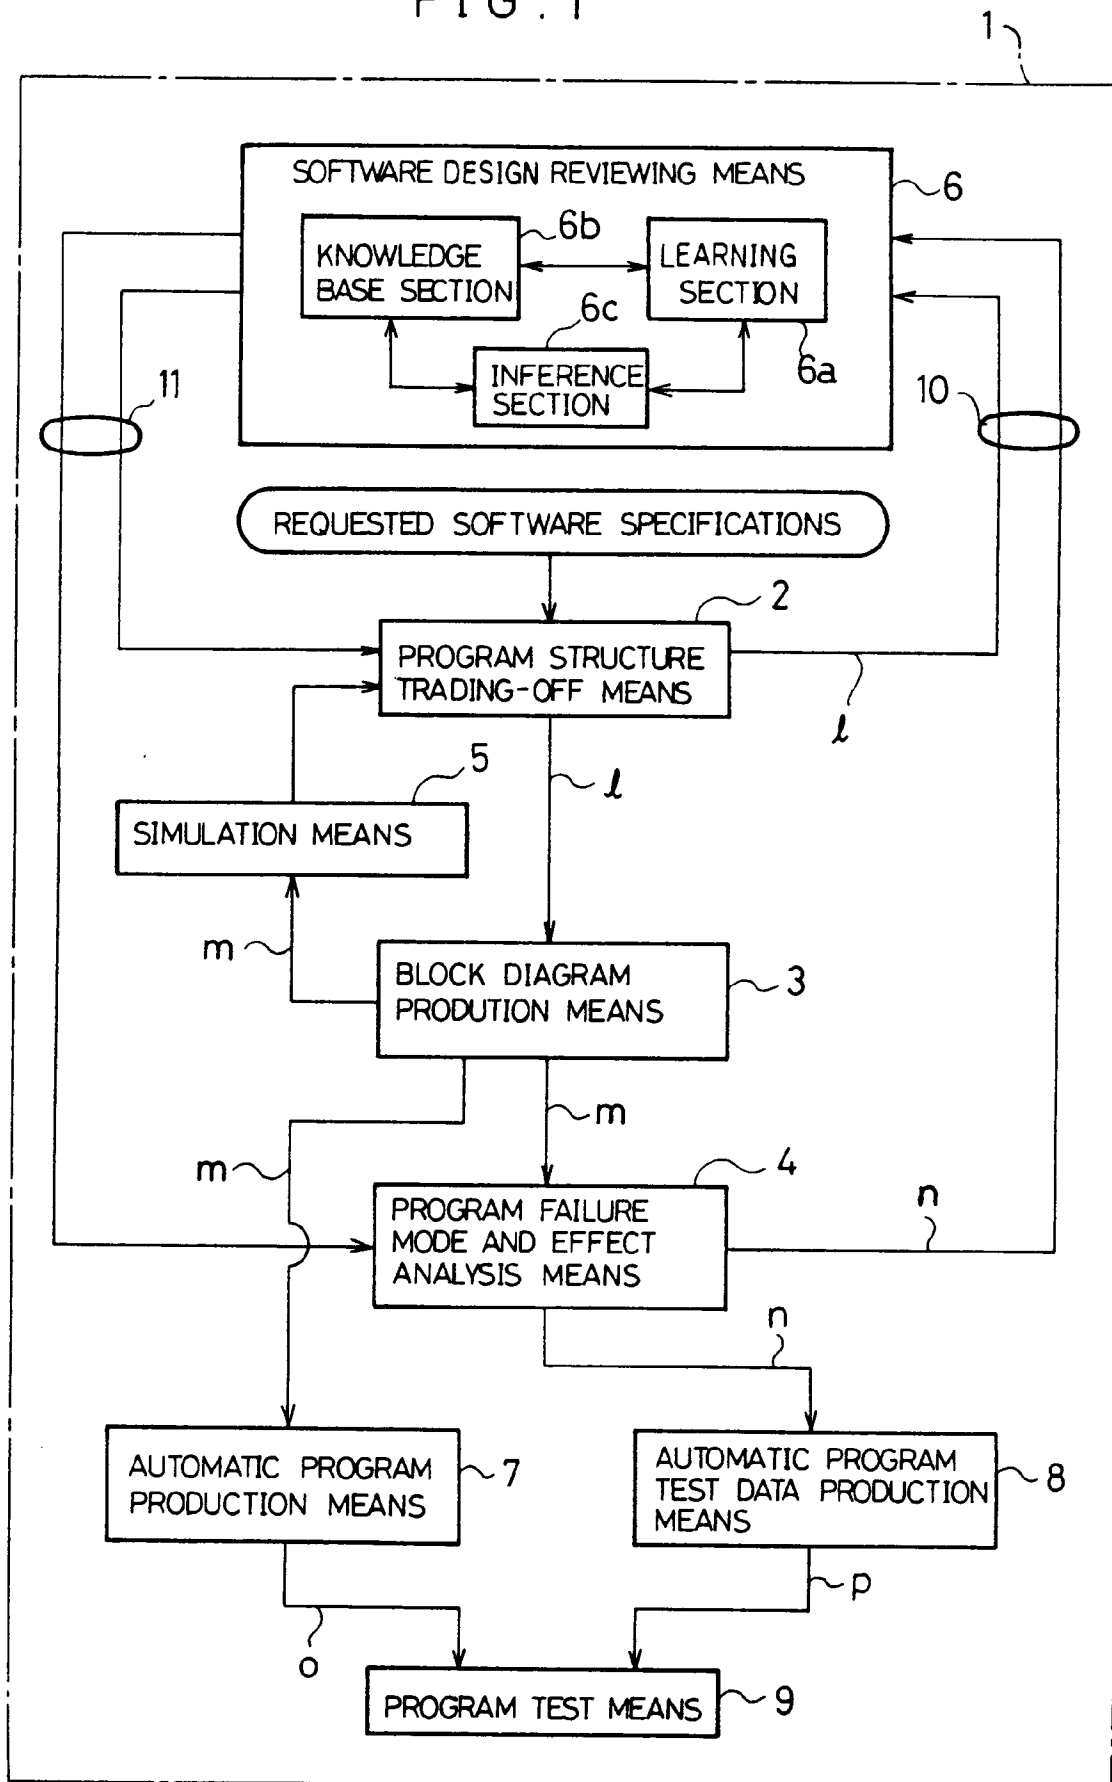 FIG. 1
1
SOFTWARE DESIGN REVIEWING MEANS
6
6b
KNOWLEDGE
BASE SECTION
LEARNING
SECTION
6c
6a
INFERENCE
SECTION
11
10
REQUESTED SOFTWARE SPECIFICATIONS
2
PROGRAM STRUCTURE
TRADING-OFF MEANS
l
5
l
SIMULATION MEANS
m
BLOCK DIAGRAM
PRODUTION MEANS
3
m
m
4
PROGRAM FAILURE
MODE AND EFFECT
ANALYSIS MEANS
n
n
AUTOMATIC PROGRAM
PRODUCTION MEANS
7
AUTOMATIC PROGRAM
TEST DATA PRODUCTION
MEANS
8
p
o
PROGRAM TEST MEANS
9